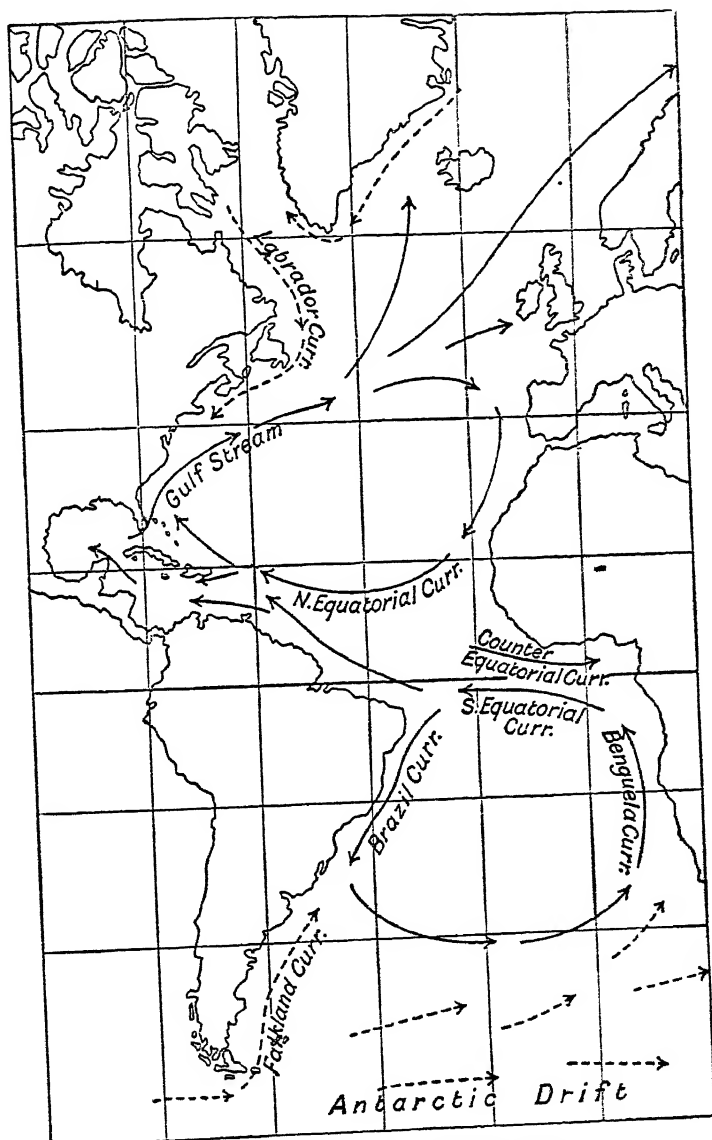 Labrador Curr.
Gulf Stream
N. Equatorial Curr.
Counter
Equatorial Curr.
S. Equatorial
Curr.
Brazil Curr.
Benguela Curr.
Falkland Curr.
Antarctic Drift